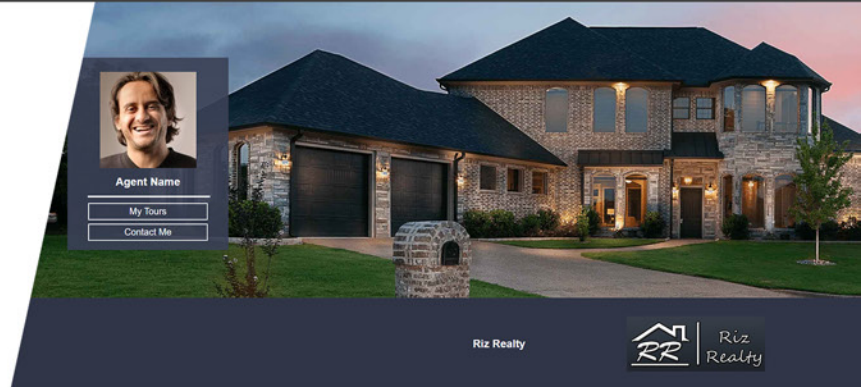 Agent Name
My Tours
Contact Me
Riz Realty
RR
Riz
Realty